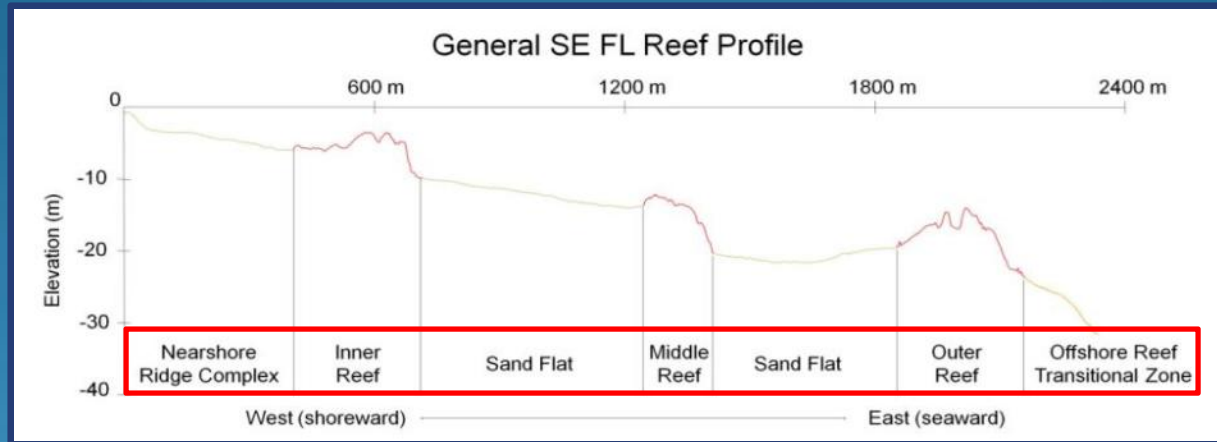 General SE FL Reef Profile
600 m 1200 m 1800 m 2400 m
0
-10
-20
-30
-40
Elevation (m)
Nearshore
Ridge Complex
Inner
Reef
Sand Flat
Middle
Reef
Sand Flat
Outer
Reef
Offshore Reef
Transitional Zone
West (shoreward) East (seaward)